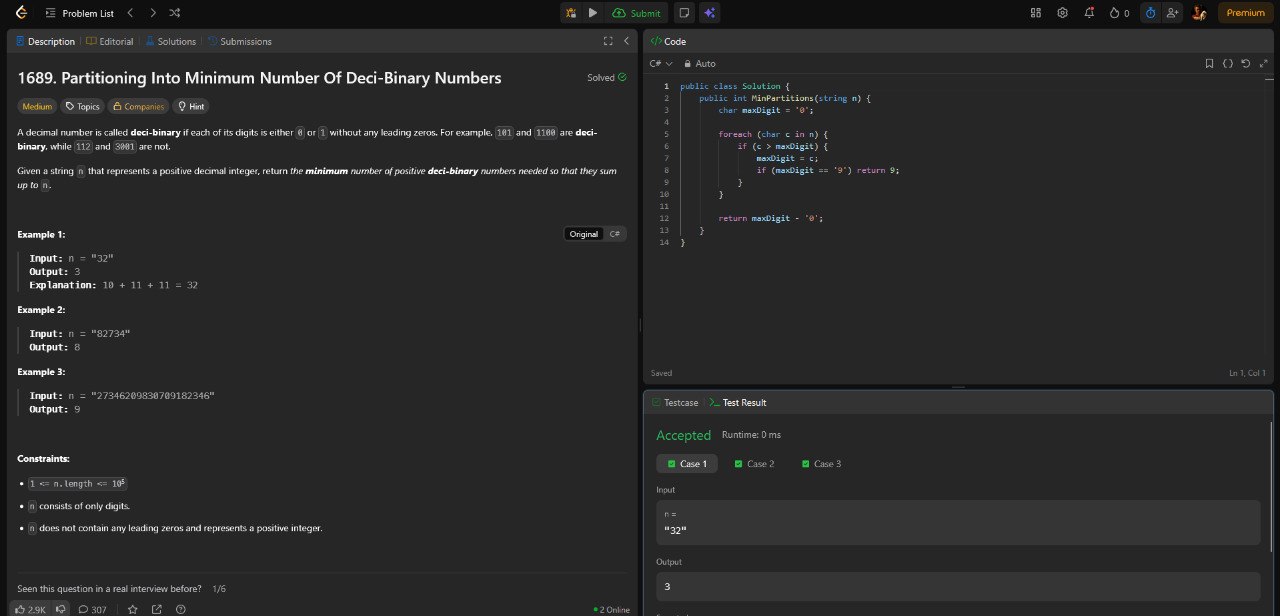 Problem List
Submit
0
Premium
Description
Editorial
Solutions
Submissions
1689. Partitioning Into Minimum Number Of Deci-Binary Numbers
Solved
Medium
Topics
Companies
Hint
A decimal number is called deci-binary if each of its digits is either 0 or 1 without any leading zeros. For example, 101 and 1100 are deci-
binary, while 112 and 3001 are not.
Given a string n that represents a positive decimal integer, return the minimum number of positive deci-binary numbers needed so that they sum
up to n.
Example 1:
Original C#
Input: n = "32"
Output: 3
Explanation: 10 + 11 + 11 = 32
Example 2:
Input: n = "82734"
Output: 8
Example 3:
Input: n = "27346209830709182346"
Output: 9
Constraints:
• 1 <= n.length <= 10⁵
• n consists of only digits.
• n does not contain any leading zeros and represents a positive integer.
Seen this question in a real interview before? 1/6
2.9K
307
2 Online
</> Code
C#
Auto
1 public class Solution {
2 public int MinPartitions(string n) {
3 char maxDigit = '0';
4
5 foreach (char c in n) {
6 if (c > maxDigit) {
7 maxDigit = c;
8 if (maxDigit == '9') return 9;
9 }
10 }
11
12 return maxDigit - '0';
13 }
14 }
Saved
Ln 1, Col 1
Testcase
>_ Test Result
Accepted
Runtime: 0 ms
Case 1
Case 2
Case 3
Input
n =
"32"
Output
3